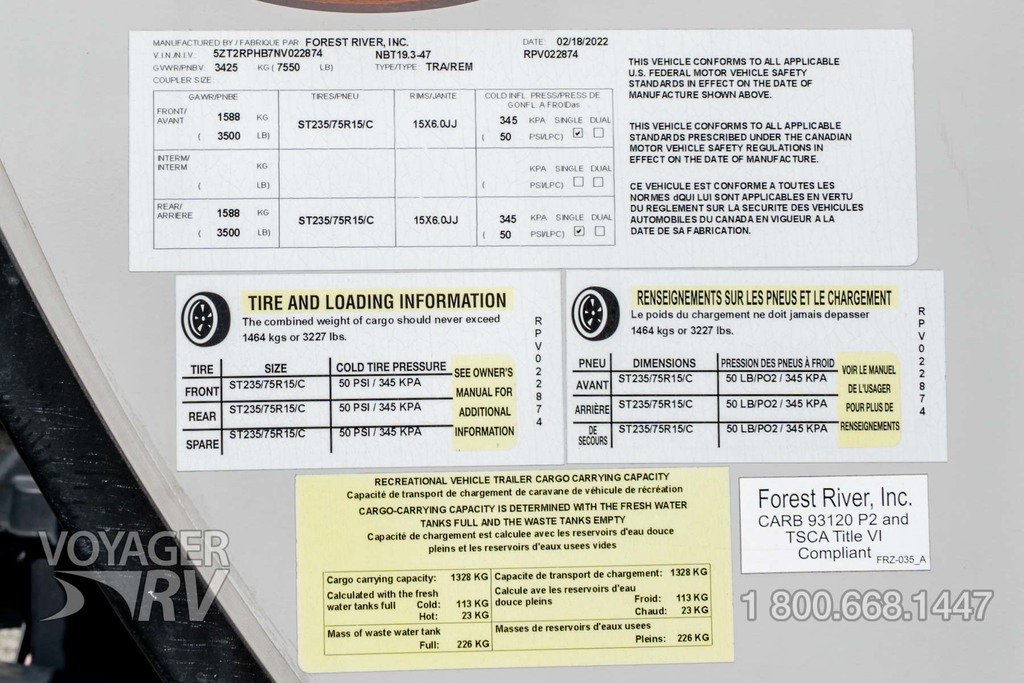 MANUFACTURED BY / FABRIQUE PAR FOREST RIVER, INC. DATE 02/18/2022
V.I.N./N.I.V. 5ZT2RPHB7NV022874 NBT19.3-47 RPV022874
GVWR/PNBV 3425 KG ( 7550 LB) TYPE/TYPE TRA/REM
COUPLER SIZE:
GAWR/PNBE TIRES/PNEU RIMS/JANTE COLD INFL. PRESS/PRESS DE
GONFL. A FROIDas
FRONT/
AVANT 1588 KG ST235/75R15/C 15X6.0JJ 345 KPA SINGLE DUAL
( 3500 LB) ( 50 PSI/LPC)
INTERM/
INTERM KG KPA SINGLE DUAL
( LB) ( PSI/LPC)
REAR/
ARRIERE 1588 KG ST235/75R15/C 15X6.0JJ 345 KPA SINGLE DUAL
( 3500 LB) ( 50 PSI/LPC)
THIS VEHICLE CONFORMS TO ALL APPLICABLE
U.S. FEDERAL MOTOR VEHICLE SAFETY
STANDARDS IN EFFECT ON THE DATE OF
MANUFACTURE SHOWN ABOVE.
THIS VEHICLE CONFORMS TO ALL APPLICABLE
STANDARDS PRESCRIBED UNDER THE CANADIAN
MOTOR VEHICLE SAFETY REGULATIONS IN
EFFECT ON THE DATE OF MANUFACTURE.
CE VEHICULE EST CONFORME A TOUTES LES
NORMES dQUI LUI SONT APPLICABLES EN VERTU
DU REGLEMENT SUR LA SECURITE DES VEHICULES
AUTOMOBILES DU CANADA EN VIGUEUR A LA
DATE DE SA FABRICATION.
TIRE AND LOADING INFORMATION
The combined weight of cargo should never exceed
1464 kgs or 3227 lbs.
TIRE SIZE COLD TIRE PRESSURE
FRONT ST235/75R15/C 50 PSI / 345 KPA
REAR ST235/75R15/C 50 PSI / 345 KPA
SPARE ST235/75R15/C 50 PSI / 345 KPA
SEE OWNER'S
MANUAL FOR
ADDITIONAL
INFORMATION
RPV022874
RENSEIGNEMENTS SUR LES PNEUS ET LE CHARGEMENT
Le poids du chargement ne doit jamais depasser
1464 kgs or 3227 lbs.
PNEU DIMENSIONS PRESSION DES PNEUS À FROID
AVANT ST235/75R15/C 50 LB/PO2 / 345 KPA
ARRIÈRE ST235/75R15/C 50 LB/PO2 / 345 KPA
DE
SECOURS ST235/75R15/C 50 LB/PO2 / 345 KPA
VOIR LE MANUEL
DE L'USAGER
POUR PLUS DE
RENSEIGNEMENTS
RPV022874
RECREATIONAL VEHICLE TRAILER CARGO CARRYING CAPACITY
Capacité de transport de chargement de caravane de véhicule de récréation
CARGO-CARRYING CAPACITY IS DETERMINED WITH THE FRESH WATER
TANKS FULL AND THE WASTE TANKS EMPTY
Capacité de chargement est calculee avec les reservoirs d'eau douce
pleins et les reservoirs d'eaux usees vides
Cargo carrying capacity: 1328 KG Capacite de transport de chargement: 1328 KG
Calculated with the fresh
water tanks full Cold: 113 KG
Hot: 23 KG
Calcule ave les reservoirs d'eau
douce pleins Froid: 113 KG
Chaud: 23 KG
Mass of waste water tank
Full: 226 KG
Masses de reservoirs d'eaux usees
Pleins: 226 KG
Forest River, Inc.
CARB 93120 P2 and
TSCA Title VI
Compliant
FRZ-035_A
VOYAGER
RV
1 800.668.1447